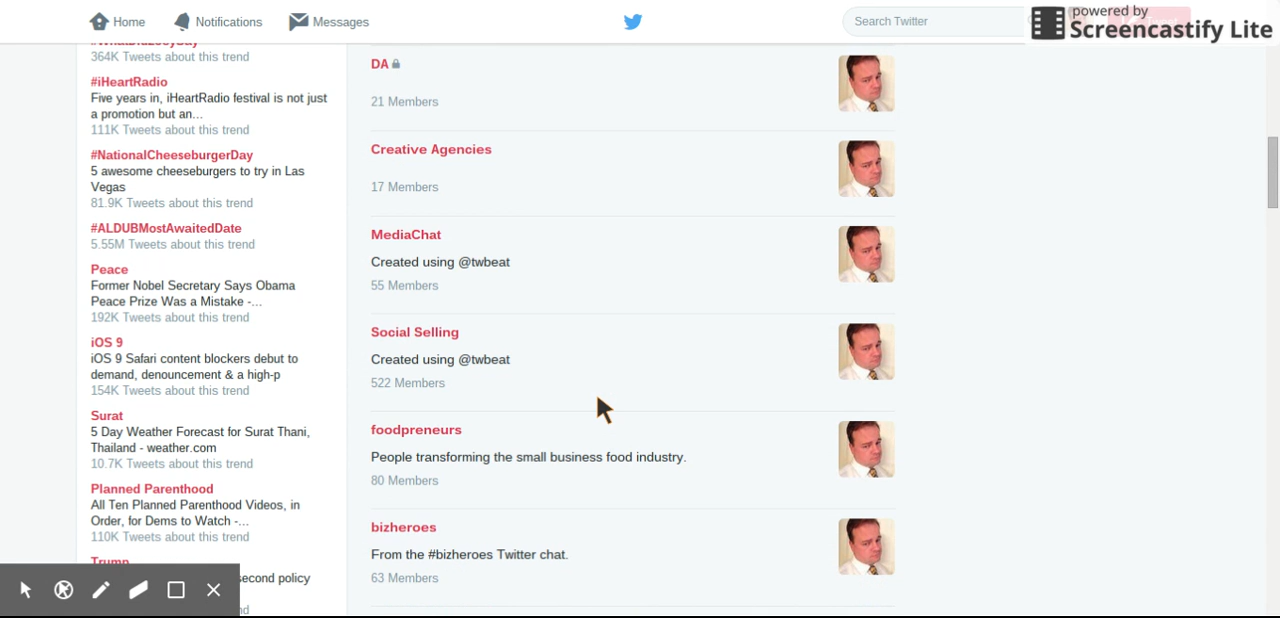 Home
Notifications
Messages
Search Twitter
powered by
Screencastify Lite
#WhatDidJoeyDay
364K Tweets about this trend
#iHeartRadio
Five years in, iHeartRadio festival is not just
a promotion but an...
111K Tweets about this trend
#NationalCheeseburgerDay
5 awesome cheeseburgers to try in Las
Vegas
81.9K Tweets about this trend
#ALDUBMostAwaitedDate
5.55M Tweets about this trend
Peace
Former Nobel Secretary Says Obama
Peace Prize Was a Mistake -...
192K Tweets about this trend
iOS 9
iOS 9 Safari content blockers debut to
demand, denouncement & a high-p
154K Tweets about this trend
Surat
5 Day Weather Forecast for Surat Thani,
Thailand - weather.com
10.7K Tweets about this trend
Planned Parenthood
All Ten Planned Parenthood Videos, in
Order, for Dems to Watch -...
110K Tweets about this trend
Trump
second policy
nd
DA
21 Members
Creative Agencies
17 Members
MediaChat
Created using @twbeat
55 Members
Social Selling
Created using @twbeat
522 Members
foodpreneurs
People transforming the small business food industry.
80 Members
bizheroes
From the #bizheroes Twitter chat.
63 Members